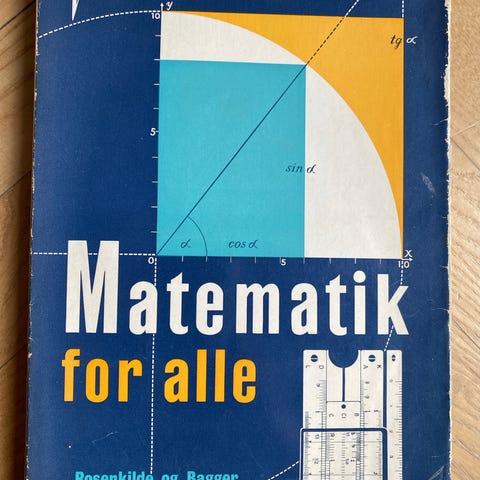 10 y
tg α
5
sin α
α cos α
0 5 x 10
Matematik
for alle
Rosenkilde og Bagger